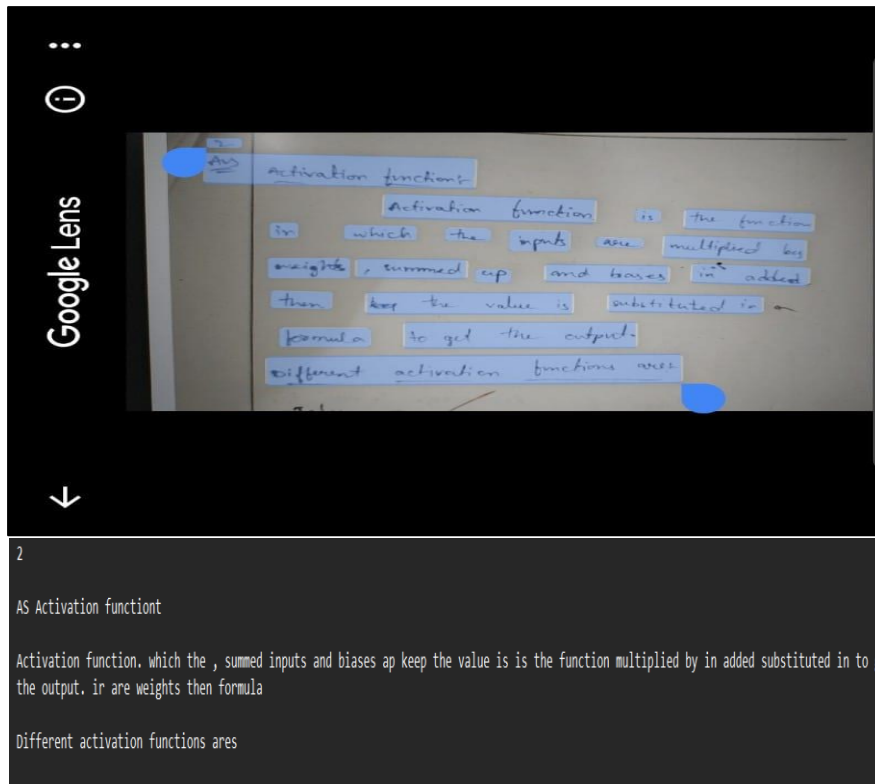 Google Lens
2
Ans
Activation functions
Activation function is the function
in which the inputs are multiplied by
weights, summed up and biases is added
then keep the value is substituted in a
formula to get the output.
Different activation functions are:
2
AS Activation functiont
Activation function. which the , summed inputs and biases ap keep the value is is the function multiplied by in added substituted in to
the output. ir are weights then formula
Different activation functions ares